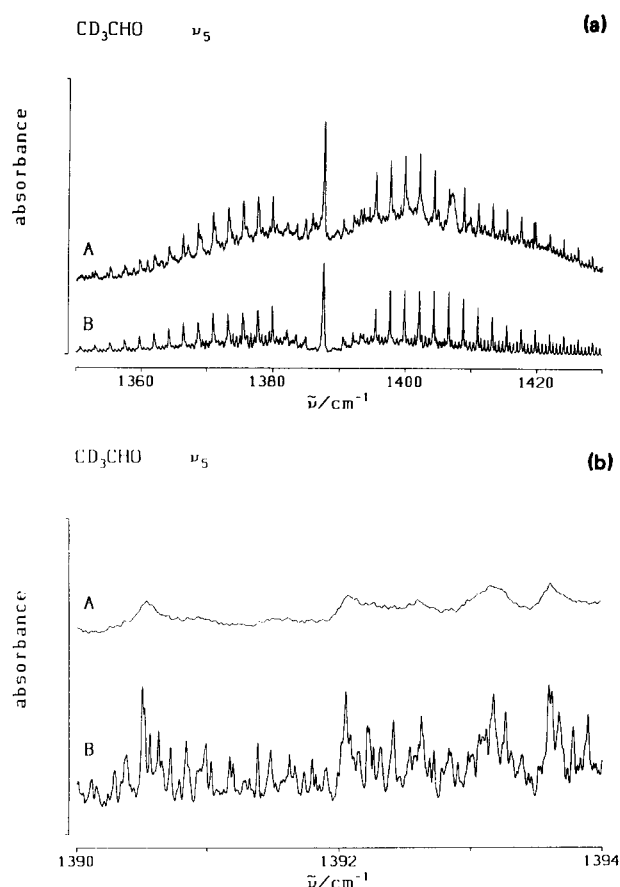 CD₃CHO ν₅ (a)
absorbance
A
B
1360 1380 1400 1420
ν̃/cm⁻¹
CD₃CHO ν₅ (b)
absorbance
A
B
1390 1392 1394
ν̃/cm⁻¹